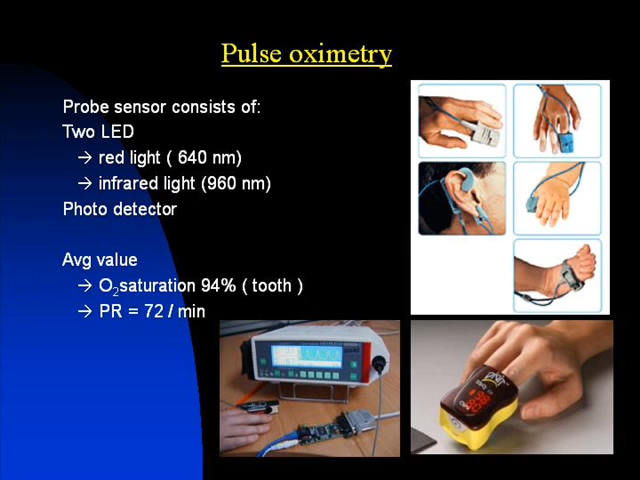 Pulse oximetry
Probe sensor consists of:
Two LED
→ red light ( 640 nm)
→ infrared light (960 nm)
Photo detector
Avg value
→ O₂saturation 94% ( tooth )
→ PR = 72 / min